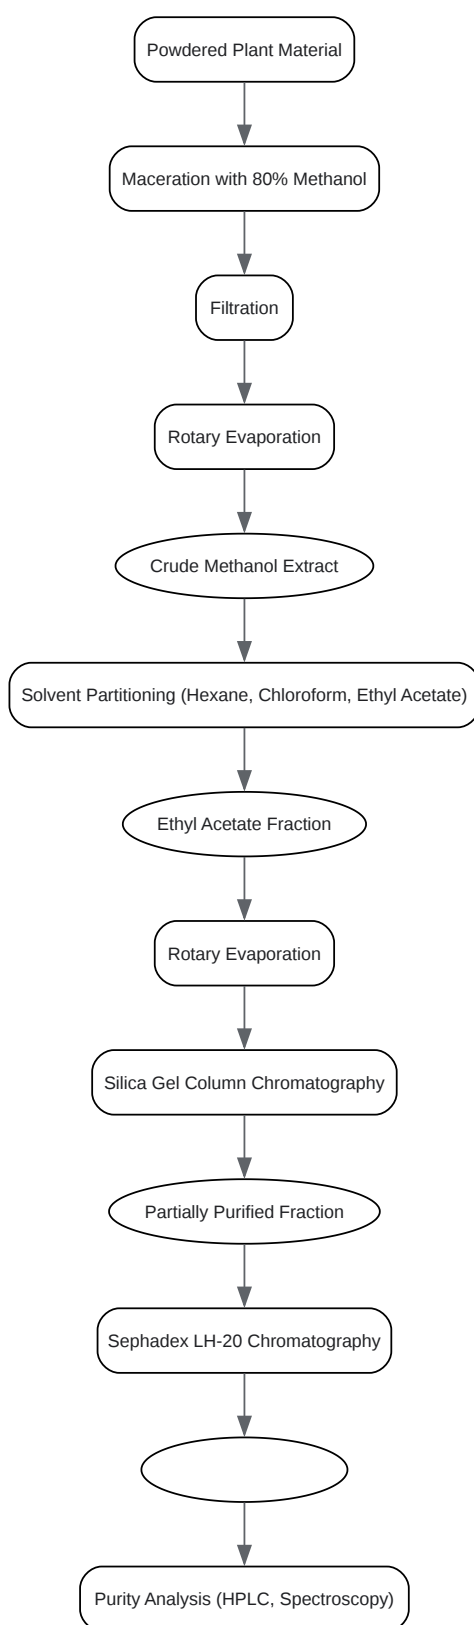 Powdered Plant Material
Maceration with 80% Methanol
Filtration
Rotary Evaporation
Crude Methanol Extract
Solvent Partitioning (Hexane, Chloroform, Ethyl Acetate)
Ethyl Acetate Fraction
Rotary Evaporation
Silica Gel Column Chromatography
Partially Purified Fraction
Sephadex LH-20 Chromatography
Purity Analysis (HPLC, Spectroscopy)